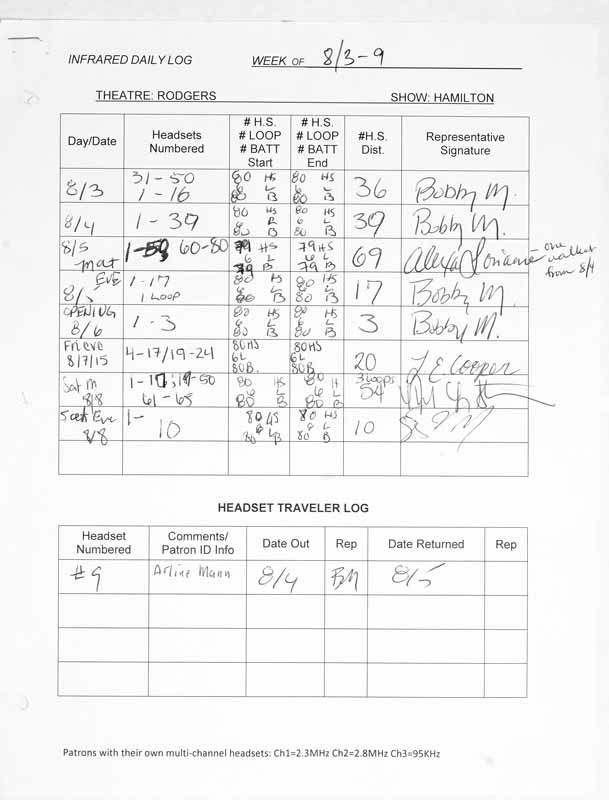 INFRARED DAILY LOG WEEK OF 8/3-9
THEATRE: RODGERS SHOW: HAMILTON
Day/Date Headsets Numbered # H.S. # LOOP # BATT Start # H.S. # LOOP # BATT End #H.S. Dist. Representative Signature
8/3 31-50 1-16 80 HS 6 L 80 B 80 HS 6 L 80 B 36 Bobby M.
8/4 1-39 80 HS 80 B 80 HS 6 L 80 B 39 Bobby M.
8/5 mat 60-80 79 HS 6 L 79 B 79 HS 6 L 79 B 69 one walked from 8/4
EVE 8/5 1-17 1 LOOP 80 HS 6 L 80 B 80 HS 6 L 80 B 17 Bobby M.
OPENING 8/6 1-3 80 HS 6 L 80 B 80 HS 6 L 80 B 3 Bobby M.
Fri eve 8/7/15 4-17/19-24 80HS 6L 80B. 80HS 6L 80B 20 L.E. Cooper
Sat M 8/8 1-17, 19-50 61-65 80 HS 6 L 80 B 80 H 6 L 80 B 3 Loops 54
Sat Eve 8/8 1-10 80 HS 6 L 80 B 80 HS 6 L 80 B 10
HEADSET TRAVELER LOG
Headset Numbered Comments/ Patron ID Info Date Out Rep Date Returned Rep
#9 Arline Mann 8/4 BM 8/5
Patrons with their own multi-channel headsets: Ch1=2.3MHz Ch2=2.8MHz Ch3=95KHz